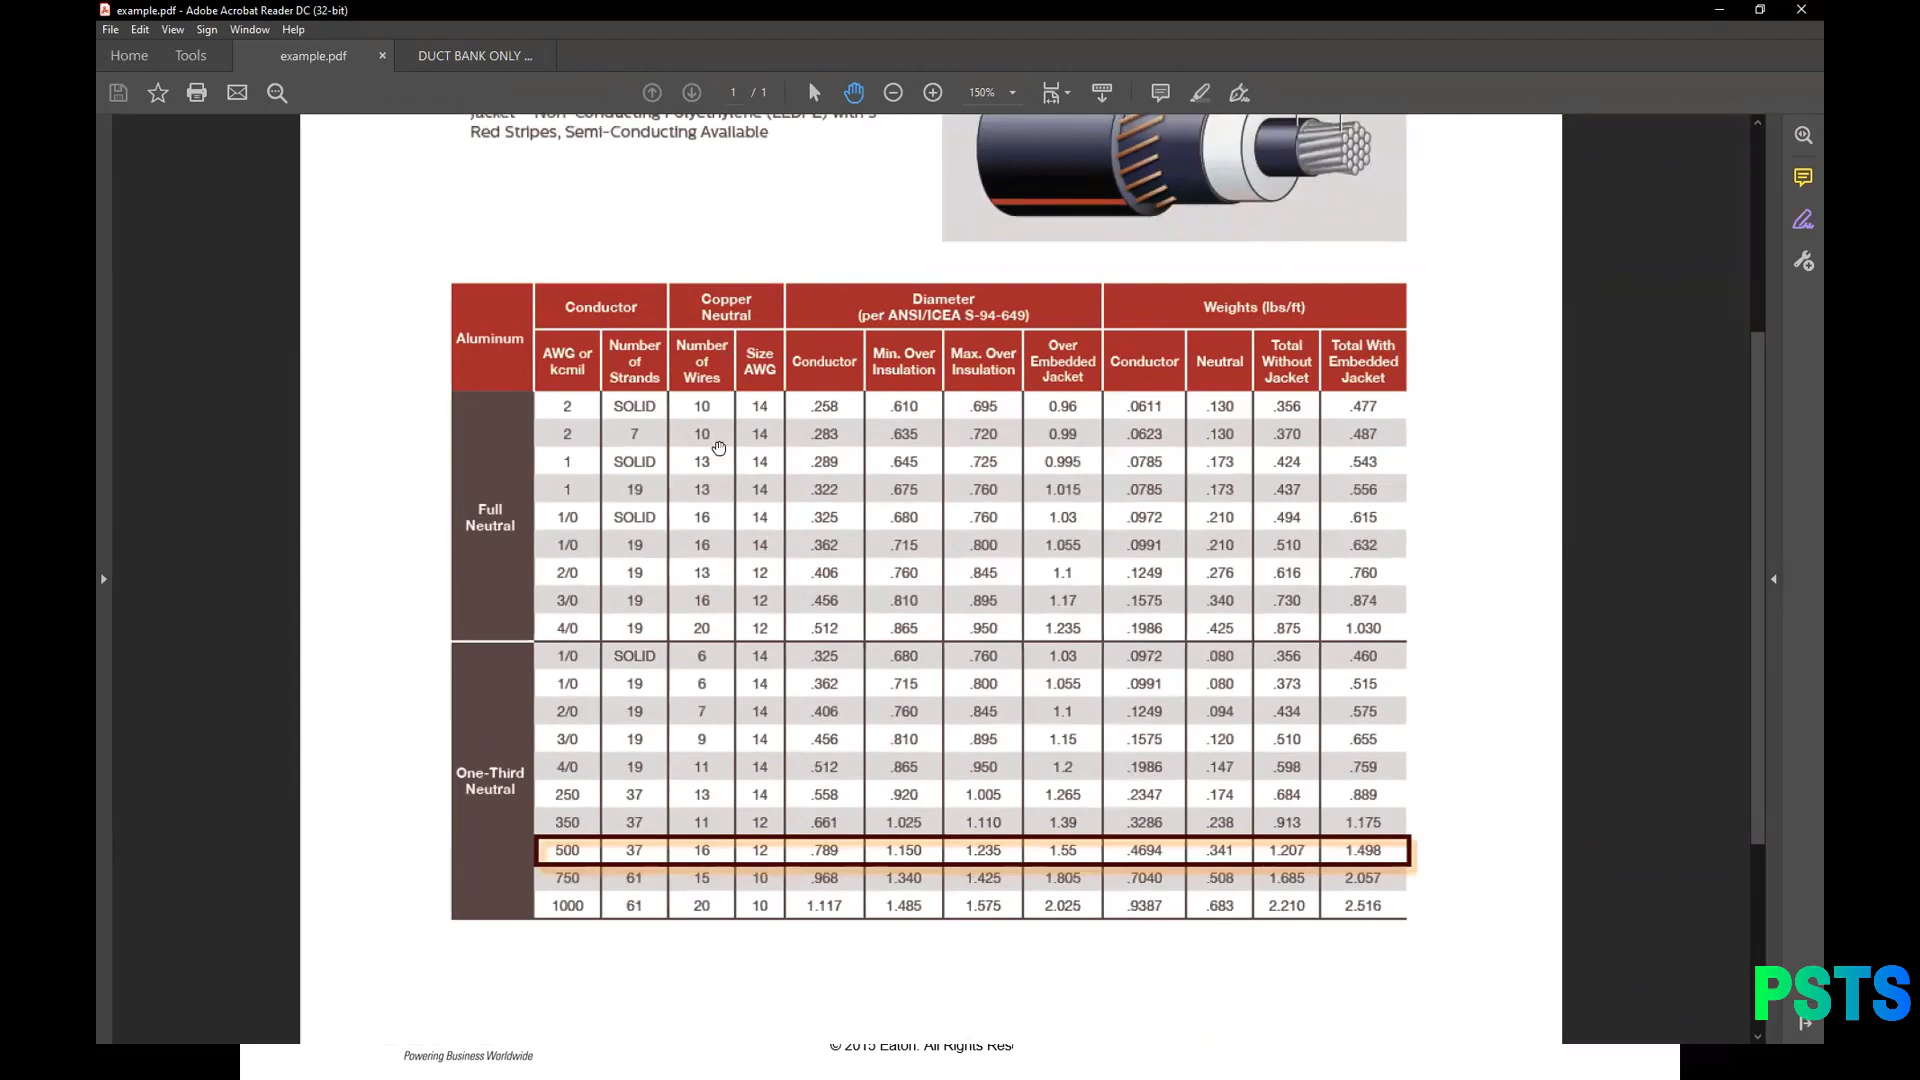 example.pdf - Adobe Acrobat Reader DC (32-bit)
File Edit View Sign Window Help
Home Tools example.pdf × DUCT BANK ONLY ...
1 / 1 150%
Red Stripes, Semi-Conducting Available
Aluminum Conductor Copper Neutral Diameter (per ANSI/ICEA S-94-649) Weights (lbs/ft)
AWG or kcmil Number of Strands Number of Wires Size AWG Conductor Min. Over Insulation Max. Over Insulation Over Embedded Jacket Conductor Neutral Total Without Jacket Total With Embedded Jacket
Full Neutral
2 SOLID 10 14 .258 .610 .695 0.96 .0611 .130 .356 .477
2 7 10 14 .283 .635 .720 0.99 .0623 .130 .370 .487
1 SOLID 13 14 .289 .645 .725 0.995 .0785 .173 .424 .543
1 19 13 14 .322 .675 .760 1.015 .0785 .173 .437 .556
1/0 SOLID 16 14 .325 .680 .760 1.03 .0972 .210 .494 .615
1/0 19 16 14 .362 .715 .800 1.055 .0991 .210 .510 .632
2/0 19 13 12 .406 .760 .845 1.1 .1249 .276 .616 .760
3/0 19 16 12 .456 .810 .895 1.17 .1575 .340 .730 .874
4/0 19 20 12 .512 .865 .950 1.235 .1986 .425 .875 1.030
One-Third Neutral
1/0 SOLID 6 14 .325 .680 .760 1.03 .0972 .080 .356 .460
1/0 19 6 14 .362 .715 .800 1.055 .0991 .080 .373 .515
2/0 19 7 14 .406 .760 .845 1.1 .1249 .094 .434 .575
3/0 19 9 14 .456 .810 .895 1.15 .1575 .120 .510 .655
4/0 19 11 14 .512 .865 .950 1.2 .1986 .147 .598 .759
250 37 13 14 .558 .920 1.005 1.265 .2347 .174 .684 .889
350 37 11 12 .661 1.025 1.110 1.39 .3286 .238 .913 1.175
500 37 16 12 .789 1.150 1.235 1.55 .4694 .341 1.207 1.498
750 61 15 10 .968 1.340 1.425 1.805 .7040 .508 1.685 2.057
1000 61 20 10 1.117 1.485 1.575 2.025 .9387 .683 2.210 2.516
PSTS
Powering Business Worldwide
© 2015 Eaton. All Rights Res